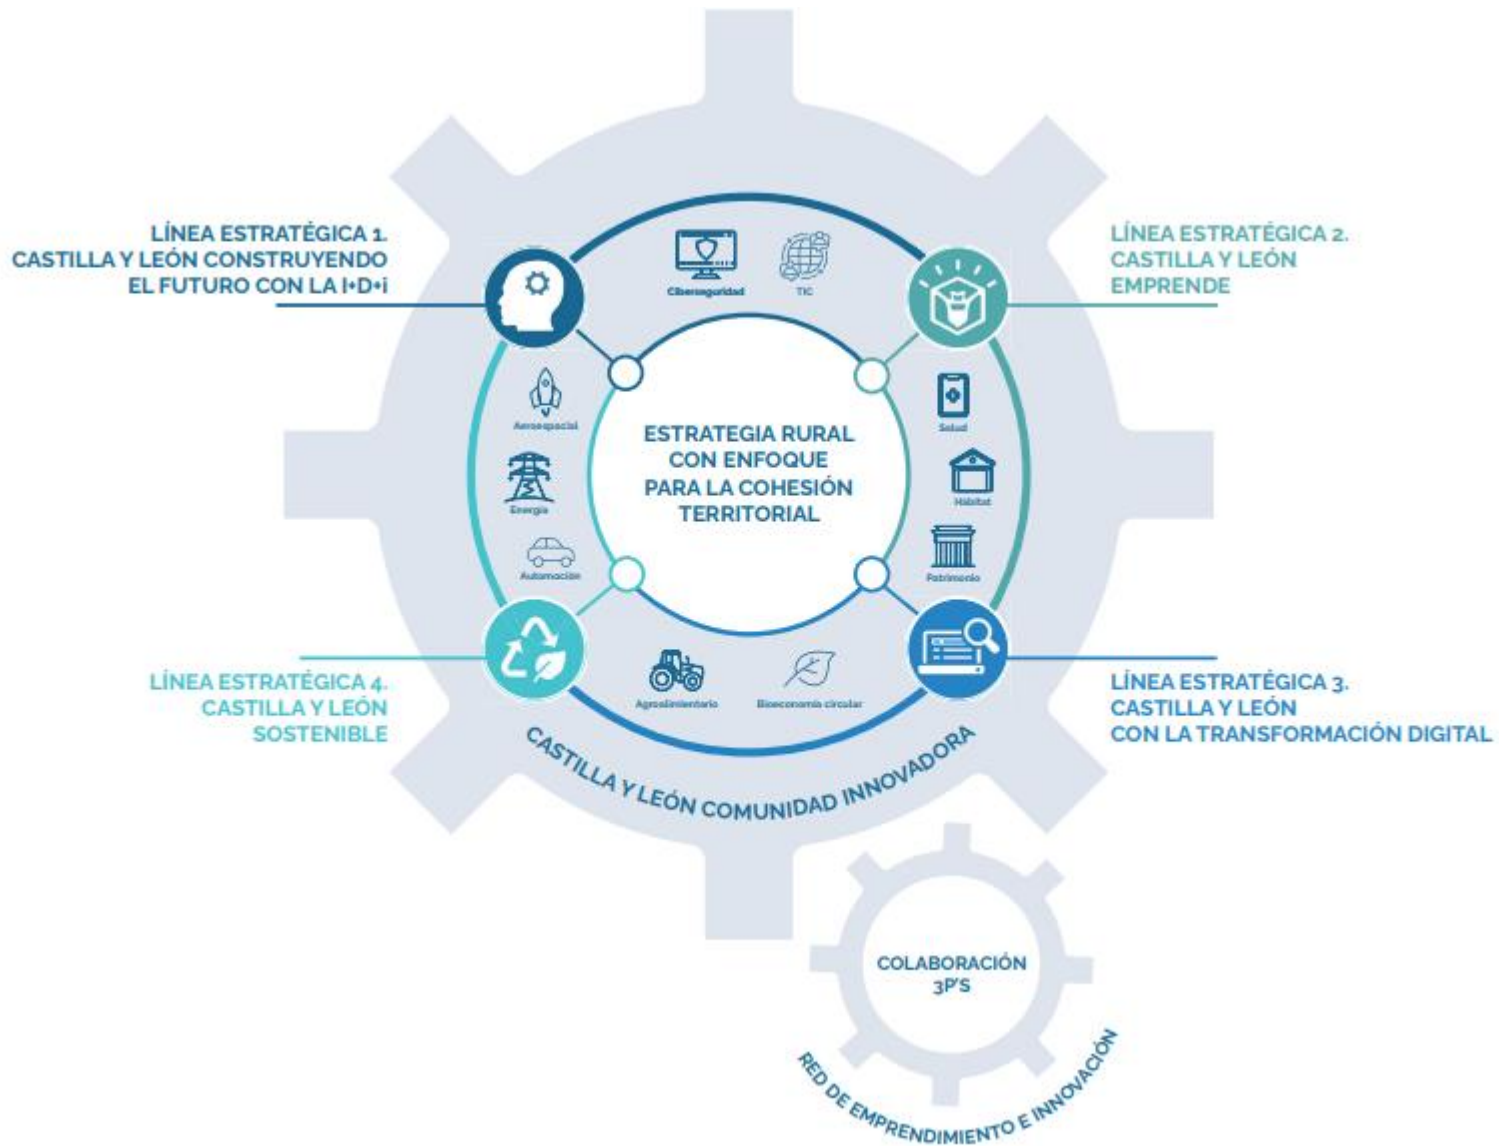 LÍNEA ESTRATÉGICA 1.
CASTILLA Y LEÓN CONSTRUYENDO
EL FUTURO CON LA I+D+i
LÍNEA ESTRATÉGICA 2.
CASTILLA Y LEÓN
EMPRENDE
Ciberseguridad
TIC
Aeroespacial
Energía
Automoción
ESTRATEGIA RURAL
CON ENFOQUE
PARA LA COHESIÓN
TERRITORIAL
Salud
Hábitat
Patrimonio
Agroalimentario
Bioeconomía circular
LÍNEA ESTRATÉGICA 4.
CASTILLA Y LEÓN
SOSTENIBLE
LÍNEA ESTRATÉGICA 3.
CASTILLA Y LEÓN
CON LA TRANSFORMACIÓN DIGITAL
CASTILLA Y LEÓN COMUNIDAD INNOVADORA
COLABORACIÓN
3P'S
RED DE EMPRENDIMIENTO E INNOVACIÓN